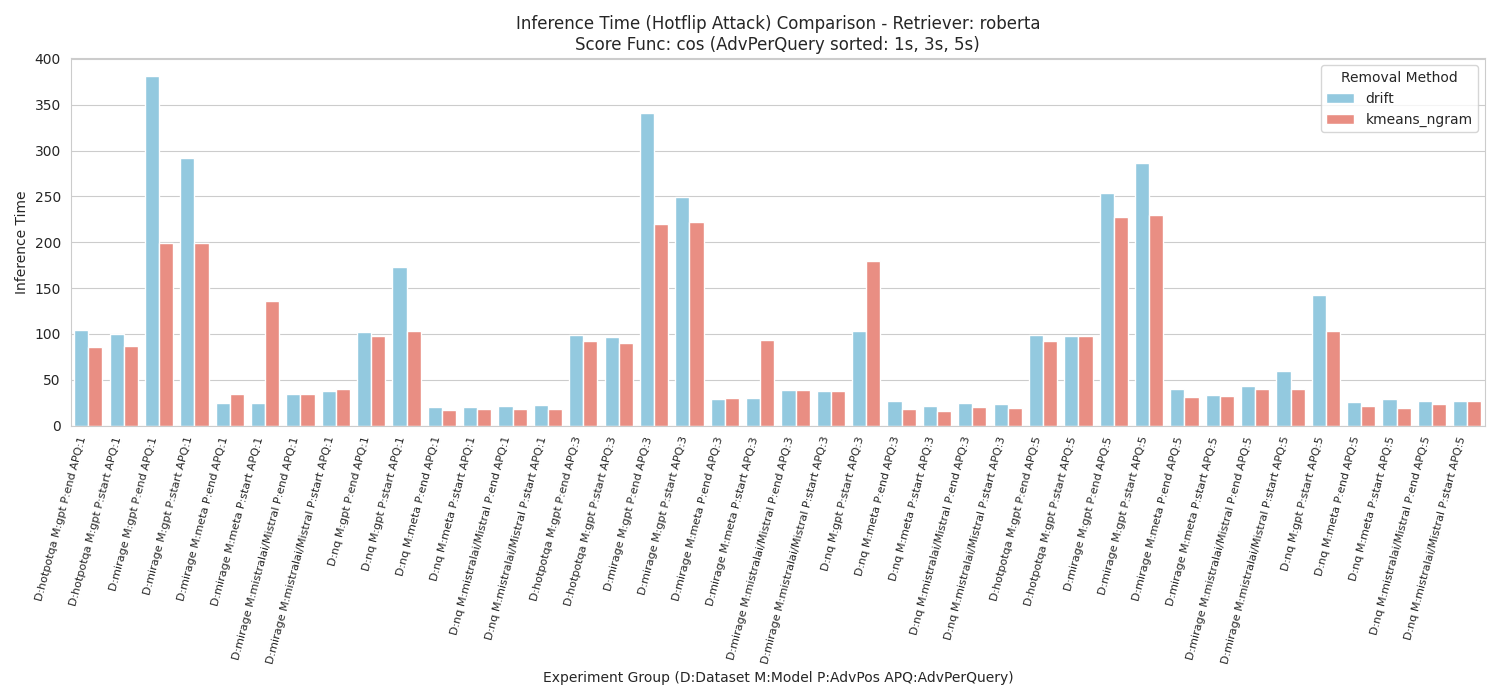 Inference Time (Hotflip Attack) Comparison - Retriever: roberta
Score Func: cos (AdvPerQuery sorted: 1s, 3s, 5s)
Inference Time
400
350
300
250
200
150
100
50
0
Removal Method
drift
kmeans_ngram
D:hotpotqa M:gpt P:end APQ:1
D:hotpotqa M:gpt P:start APQ:1
D:mirage M:gpt P:end APQ:1
D:mirage M:gpt P:start APQ:1
D:mirage M:meta P:end APQ:1
D:mirage M:meta P:start APQ:1
D:mirage M:mistralai/Mistral P:end APQ:1
D:mirage M:mistralai/Mistral P:start APQ:1
D:nq M:gpt P:end APQ:1
D:nq M:gpt P:start APQ:1
D:nq M:meta P:end APQ:1
D:nq M:meta P:start APQ:1
D:nq M:mistralai/Mistral P:end APQ:1
D:nq M:mistralai/Mistral P:start APQ:1
D:hotpotqa M:gpt P:end APQ:3
D:hotpotqa M:gpt P:start APQ:3
D:mirage M:gpt P:end APQ:3
D:mirage M:gpt P:start APQ:3
D:mirage M:meta P:end APQ:3
D:mirage M:meta P:start APQ:3
D:mirage M:mistralai/Mistral P:end APQ:3
D:mirage M:mistralai/Mistral P:start APQ:3
D:nq M:gpt P:start APQ:3
D:nq M:meta P:end APQ:3
D:nq M:meta P:start APQ:3
D:nq M:mistralai/Mistral P:end APQ:3
D:nq M:mistralai/Mistral P:start APQ:3
D:hotpotqa M:gpt P:end APQ:5
D:hotpotqa M:gpt P:start APQ:5
D:mirage M:gpt P:end APQ:5
D:mirage M:gpt P:start APQ:5
D:mirage M:meta P:end APQ:5
D:mirage M:meta P:start APQ:5
D:mirage M:mistralai/Mistral P:end APQ:5
D:mirage M:mistralai/Mistral P:start APQ:5
D:nq M:gpt P:start APQ:5
D:nq M:meta P:end APQ:5
D:nq M:meta P:start APQ:5
D:nq M:mistralai/Mistral P:end APQ:5
D:nq M:mistralai/Mistral P:start APQ:5
Experiment Group (D:Dataset M:Model P:AdvPos APQ:AdvPerQuery)